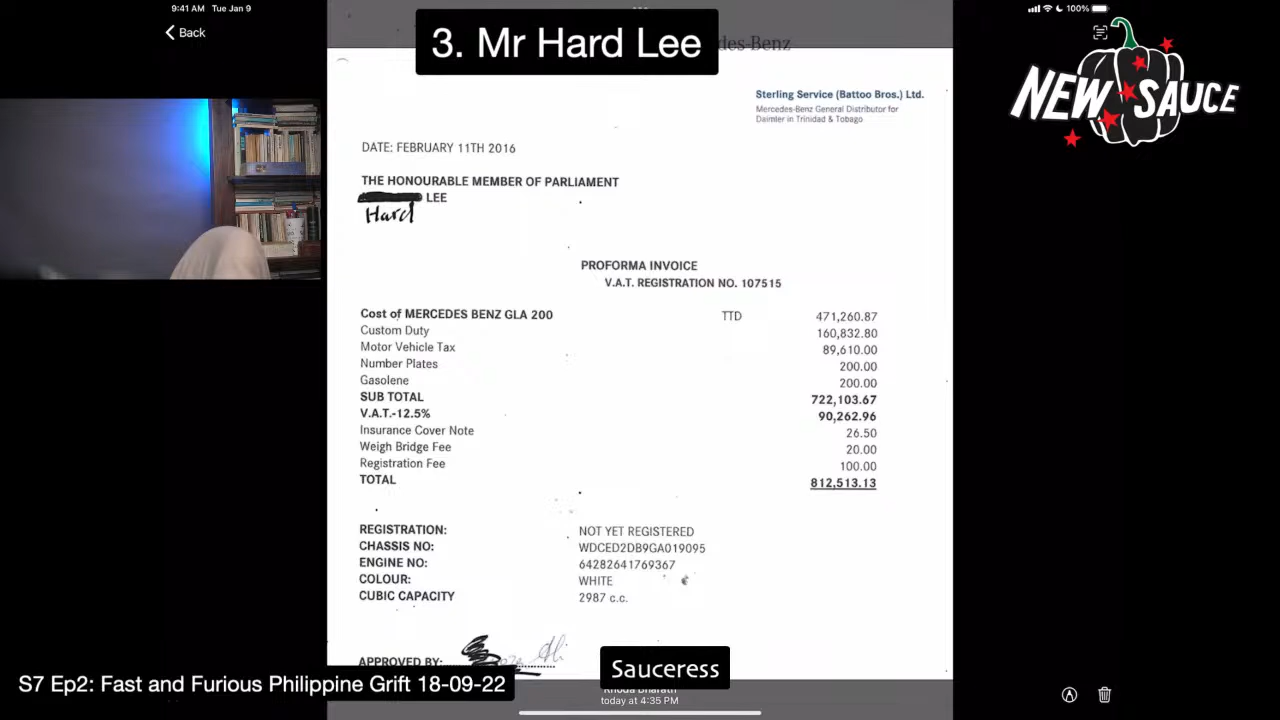 9:41 AM Tue Jan 9
100%
Back
3. Mr Hard Lee
des-Benz
NEW SAUCE
Sterling Service (Battoo Bros.) Ltd.
Mercedes-Benz General Distributor for
Daimler in Trinidad & Tobago
DATE: FEBRUARY 11TH 2016
THE HONOURABLE MEMBER OF PARLIAMENT
LEE
Hard
PROFORMA INVOICE
V.A.T. REGISTRATION NO. 107515
Cost of MERCEDES BENZ GLA 200 TTD 471,260.87
Custom Duty 160,832.80
Motor Vehicle Tax 89,610.00
Number Plates 200.00
Gasolene 200.00
SUB TOTAL 722,103.67
V.A.T.-12.5% 90,262.96
Insurance Cover Note 26.50
Weigh Bridge Fee 20.00
Registration Fee 100.00
TOTAL 812,513.13
REGISTRATION: NOT YET REGISTERED
CHASSIS NO: WDCED2DB9GA019095
ENGINE NO: 64282641769367
COLOUR: WHITE
CUBIC CAPACITY 2987 c.c.
APPROVED BY:
Sauceress
S7 Ep2: Fast and Furious Philippine Grift 18-09-22
Rhoda Bharath
today at 4:35 PM